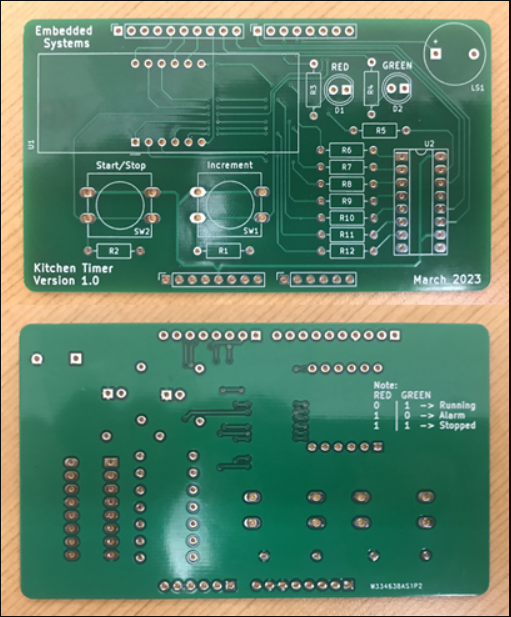 Embedded
Systems
RED
GREEN
+
LS1
R3
R4
D1
D2
R5
U1
U2
R6
R7
R8
R9
R10
R11
R12
Start/Stop
Increment
SW2
SW1
R2
R1
Kitchen Timer
Version 1.0
March 2023
Note:
RED GREEN
0 | 1 -> Running
1 | 0 -> Alarm
1 | 1 -> Stopped
W334638AS1P2